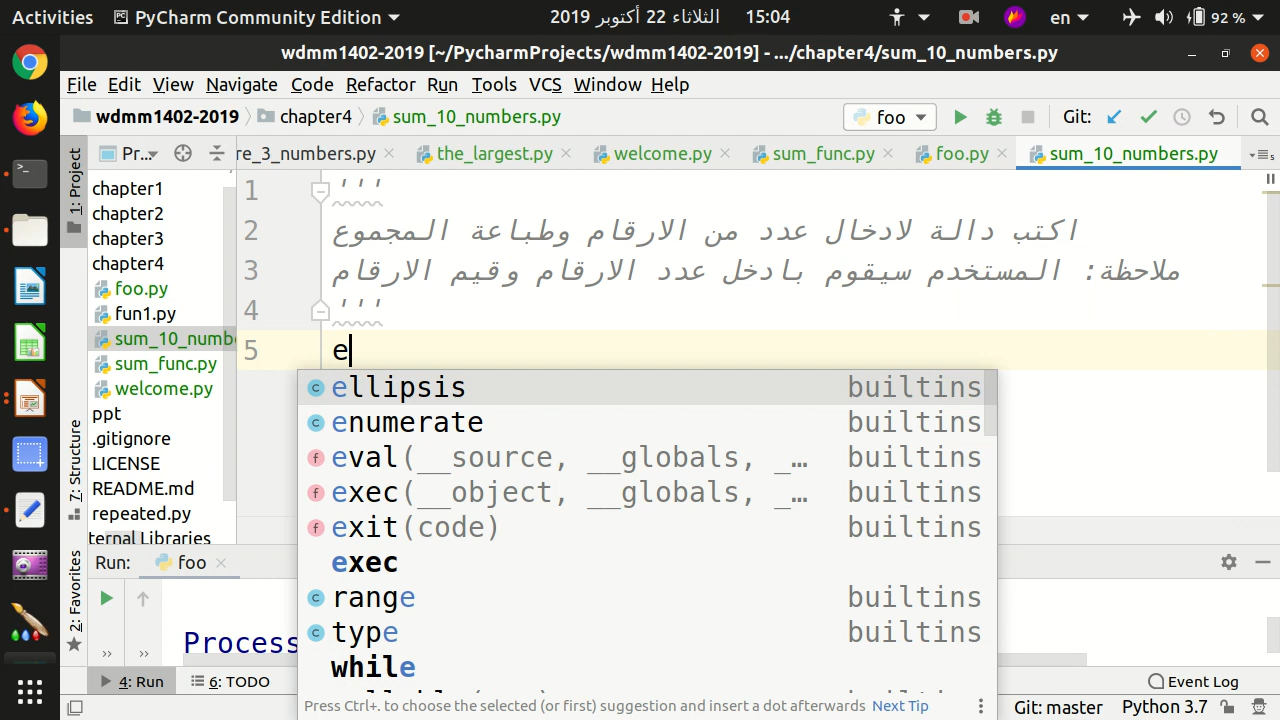 Activities PyCharm Community Edition الثلاثاء 22 أكتوبر 2019 15:04 en 92 %
wdmm1402-2019 [~/PycharmProjects/wdmm1402-2019] - .../chapter4/sum_10_numbers.py
File Edit View Navigate Code Refactor Run Tools VCS Window Help
wdmm1402-2019 chapter4 sum_10_numbers.py foo Git:
1: Project
Pr... re_3_numbers.py the_largest.py welcome.py sum_func.py foo.py sum_10_numbers.py
chapter1
chapter2
chapter3
chapter4
foo.py
fun1.py
sum_10_numbe
sum_func.py
welcome.py
ppt
.gitignore
LICENSE
README.md
repeated.py
ternal Libraries
7: Structure
2: Favorites
1 '''
2 اكتب دالة لادخال عدد من الارقام وطباعة المجموع
3 ملاحظة: المستخدم سيقوم بادخل عدد الارقام وقيم الارقام
4 '''
5 e
ellipsis builtins
enumerate builtins
eval(__source, __globals, _… builtins
exec(__object, __globals, _… builtins
exit(code) builtins
exec
range builtins
type builtins
while
Press Ctrl+. to choose the selected (or first) suggestion and insert a dot afterwards Next Tip
Run: foo
Process
4: Run 6: TODO Event Log
Git: master Python 3.7